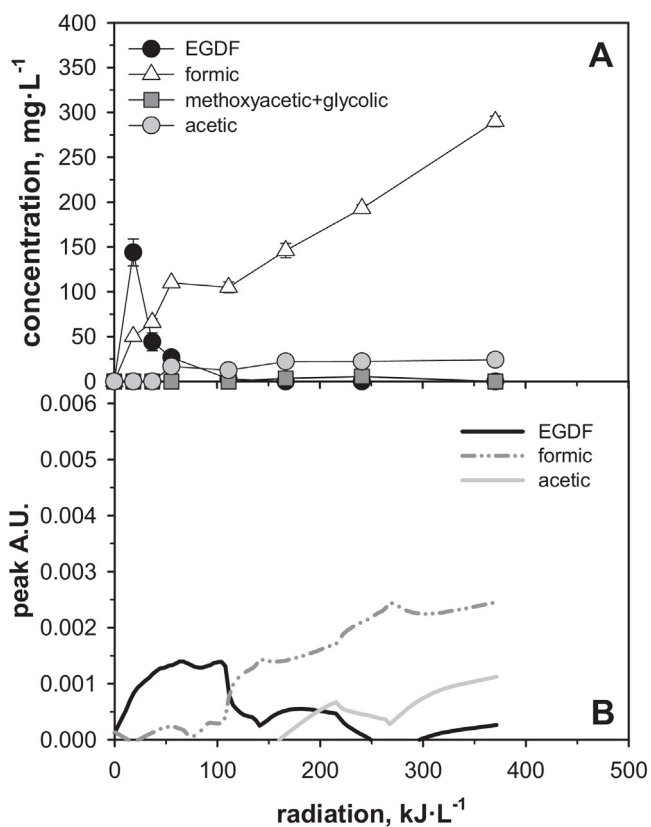 400
350
300
250
200
150
100
50
0
concentration, mg·L⁻¹
EGDF
formic
methoxyacetic+glycolic
acetic
A
0.006
0.005
0.004
0.003
0.002
0.001
0.000
peak A.U.
EGDF
formic
acetic
B
0 100 200 300 400 500
radiation, kJ·L⁻¹